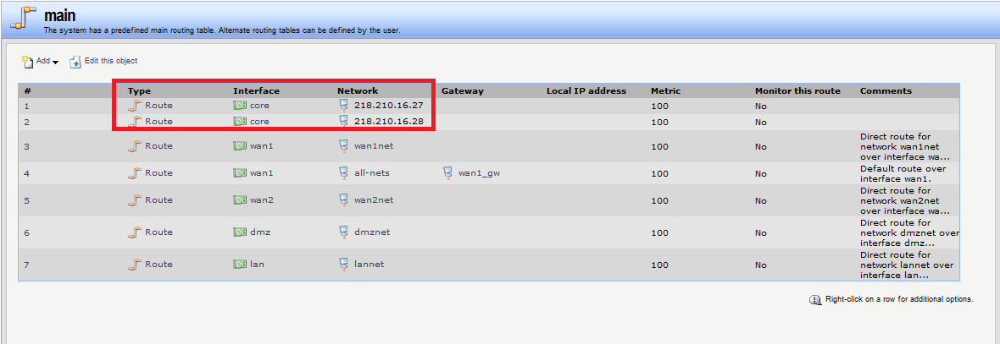 main
The system has a predefined main routing table. Alternate routing tables can be defined by the user.
Add Edit this object
# Type Interface Network Gateway Local IP address Metric Monitor this route Comments
1 Route core 218.210.16.27 100 No
2 Route core 218.210.16.28 100 No
3 Route wan1 wan1net 100 No Direct route for
network wan1net
over interface wa...
4 Route wan1 all-nets wan1_gw 100 No Default route over
interface wan1.
5 Route wan2 wan2net 100 No Direct route for
network wan2net
over interface wa...
6 Route dmz dmznet 100 No Direct route for
network dmznet over
interface dmz...
7 Route lan lannet 100 No Direct route for
network lannet over
interface lan...
Right-click on a row for additional options.